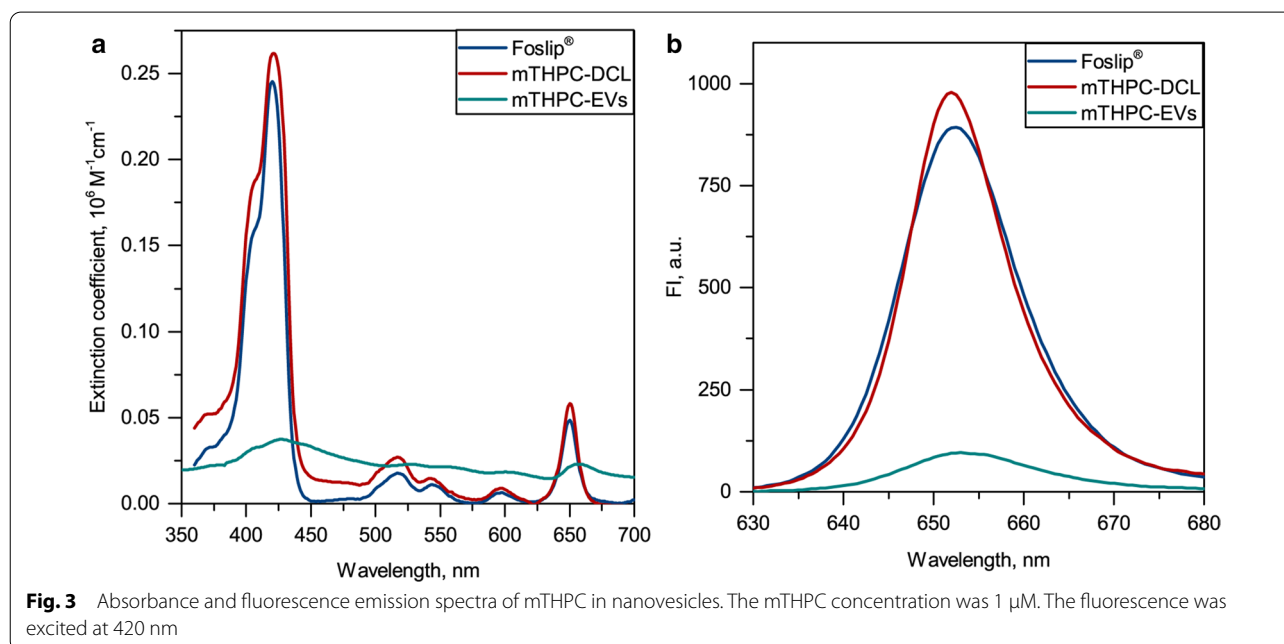 a
Foslip®
mTHPC-DCL
mTHPC-EVs
Extinction coefficient, 10⁶ M⁻¹cm⁻¹
0.25
0.20
0.15
0.10
0.05
0.00
350 400 450 500 550 600 650 700
Wavelength, nm
b
Foslip®
mTHPC-DCL
mTHPC-EVs
FI, a.u.
1000
750
500
250
0
630 640 650 660 670 680
Wavelength, nm
Fig. 3 Absorbance and fluorescence emission spectra of mTHPC in nanovesicles. The mTHPC concentration was 1 µM. The fluorescence was
excited at 420 nm